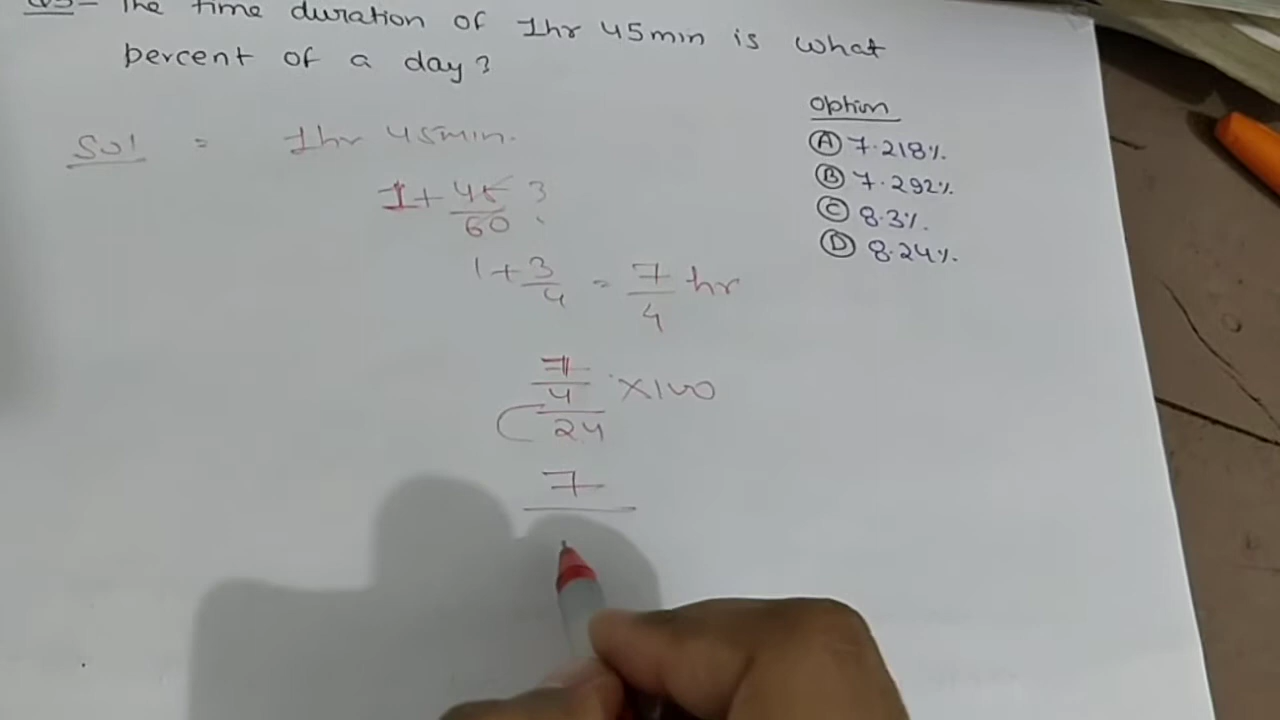 Q5- The time duration of 1hr 45min is what
percent of a day?
Option
(A) 7.218%.
(B) 7.292%.
(C) 8.3%.
(D) 8.24%.
Sol = 1hr 45min.
1 + 45/60 3
1 + 3/4 = 7/4 hr
7/4/24 × 100
7